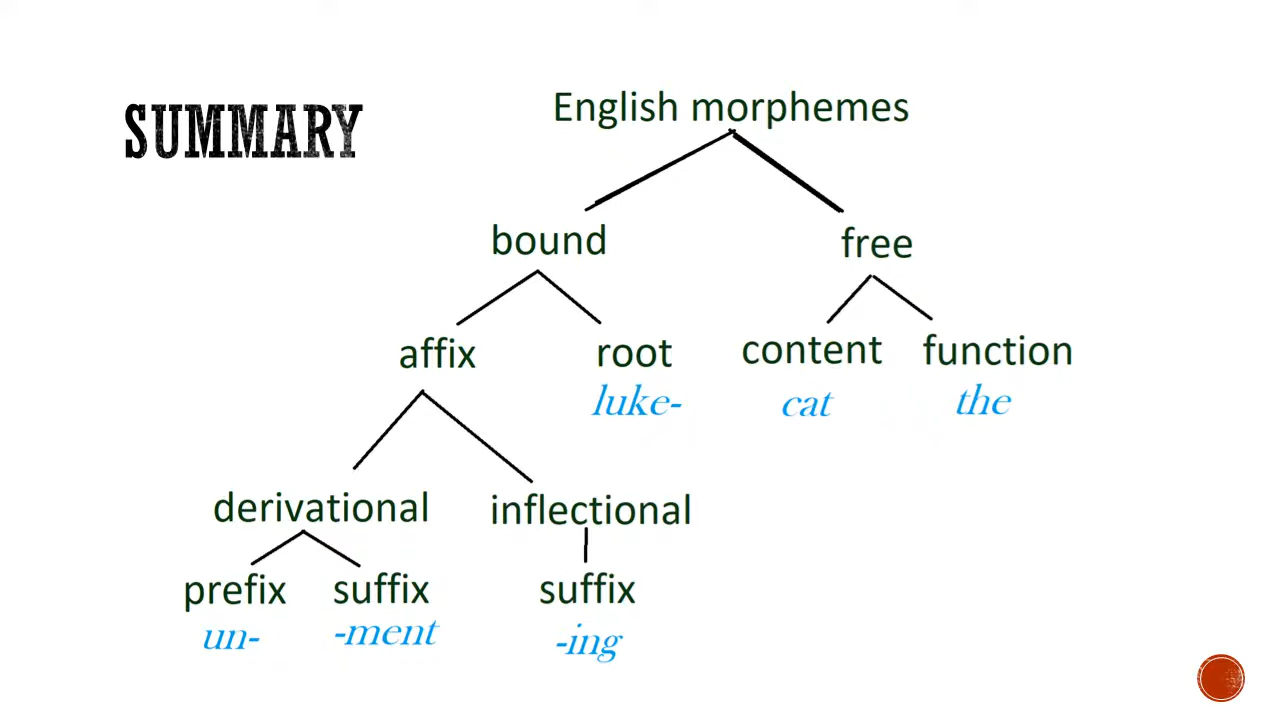 SUMMARY
English morphemes
bound free
affix root content function
luke- cat the
derivational inflectional
prefix suffix suffix
un- -ment -ing